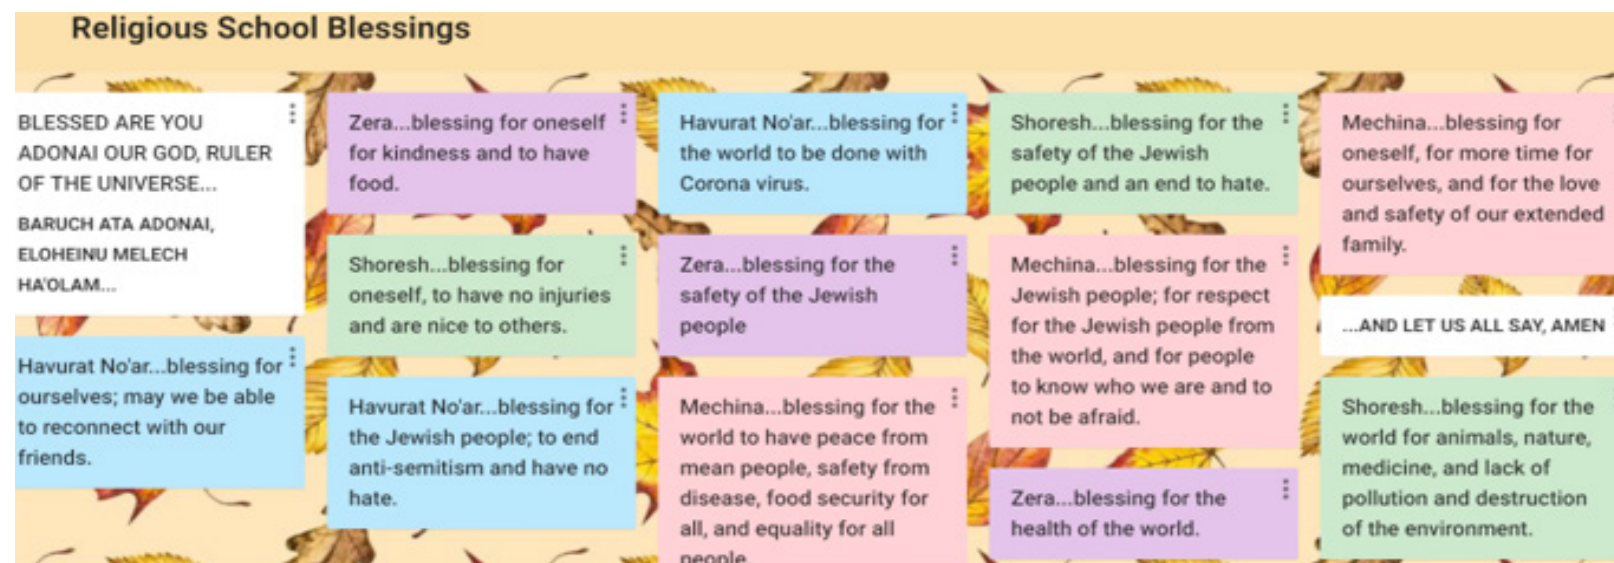 Religious School Blessings
BLESSED ARE YOU
ADONAI OUR GOD, RULER
OF THE UNIVERSE...
BARUCH ATA ADONAI,
ELOHEINU MELECH
HA'OLAM...
Havurat No'ar...blessing for
ourselves; may we be able
to reconnect with our
friends.
Zera...blessing for oneself
for kindness and to have
food.
Shoresh...blessing for
oneself, to have no injuries
and are nice to others.
Havurat No'ar...blessing for
the Jewish people; to end
anti-semitism and have no
hate.
Havurat No'ar...blessing for
the world to be done with
Corona virus.
Zera...blessing for the
safety of the Jewish
people
Mechina...blessing for the
world to have peace from
mean people, safety from
disease, food security for
all, and equality for all
people
Shoresh...blessing for the
safety of the Jewish
people and an end to hate.
Mechina...blessing for the
Jewish people; for respect
for the Jewish people from
the world, and for people
to know who we are and to
not be afraid.
Zera...blessing for the
health of the world.
Mechina...blessing for
oneself, for more time for
ourselves, and for the love
and safety of our extended
family.
...AND LET US ALL SAY, AMEN
Shoresh...blessing for the
world for animals, nature,
medicine, and lack of
pollution and destruction
of the environment.